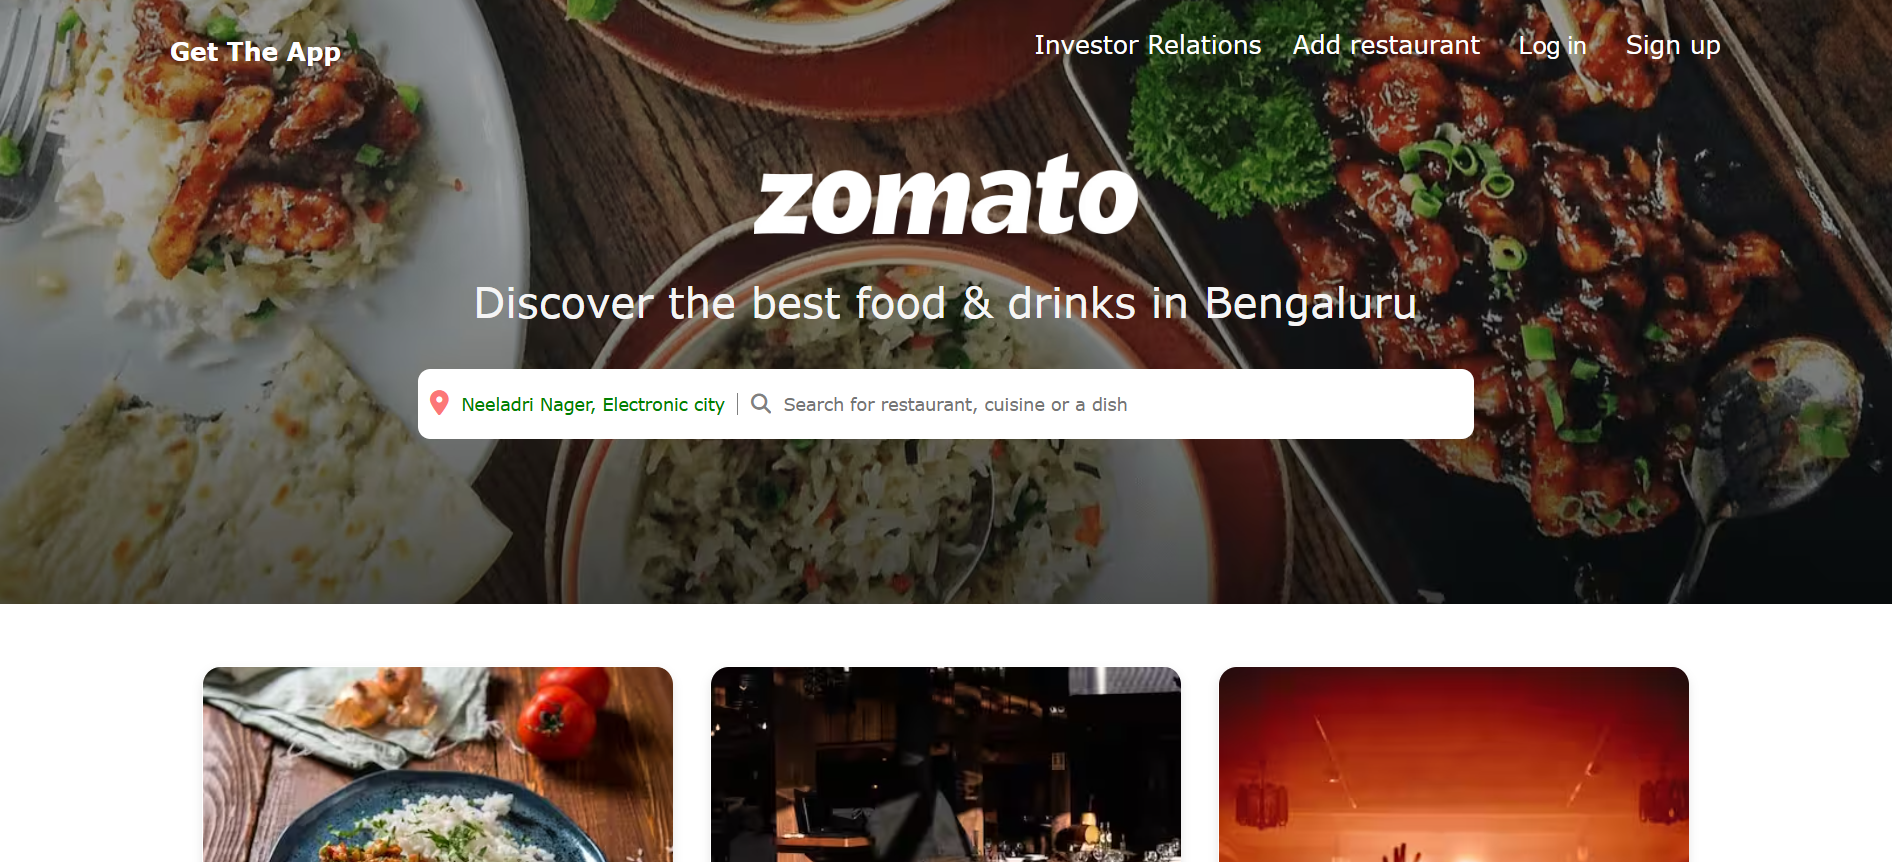 Get The App
Investor Relations Add restaurant Log in Sign up
zomato
Discover the best food & drinks in Bengaluru
Neeladri Nager, Electronic city | Search for restaurant, cuisine or a dish